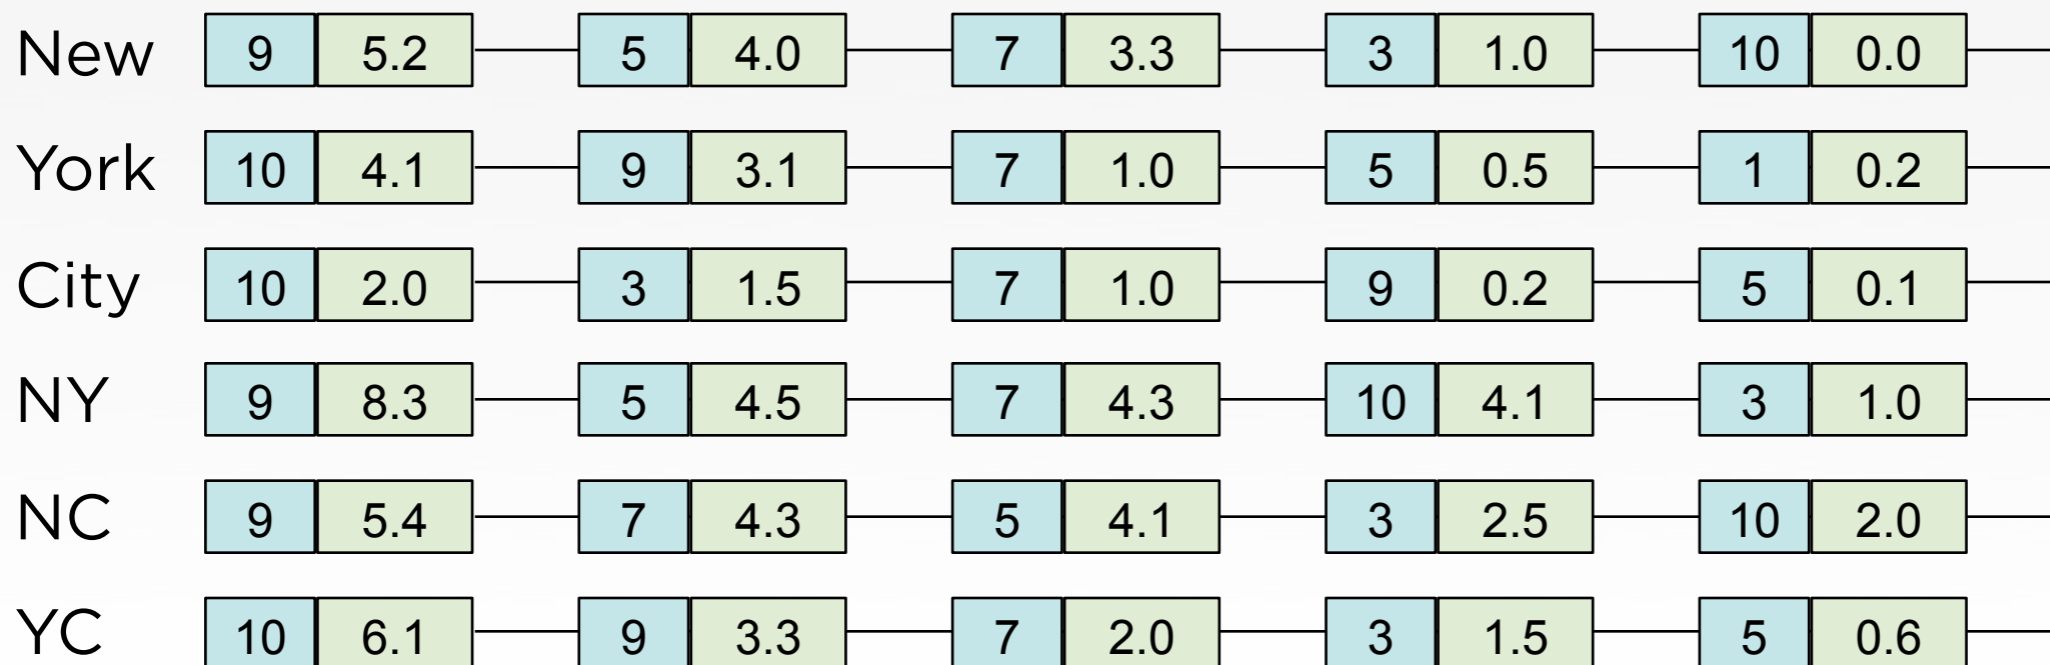 New 9 5.2 5 4.0 7 3.3 3 1.0 10 0.0
York 10 4.1 9 3.1 7 1.0 5 0.5 1 0.2
City 10 2.0 3 1.5 7 1.0 9 0.2 5 0.1
NY 9 8.3 5 4.5 7 4.3 10 4.1 3 1.0
NC 9 5.4 7 4.3 5 4.1 3 2.5 10 2.0
YC 10 6.1 9 3.3 7 2.0 3 1.5 5 0.6